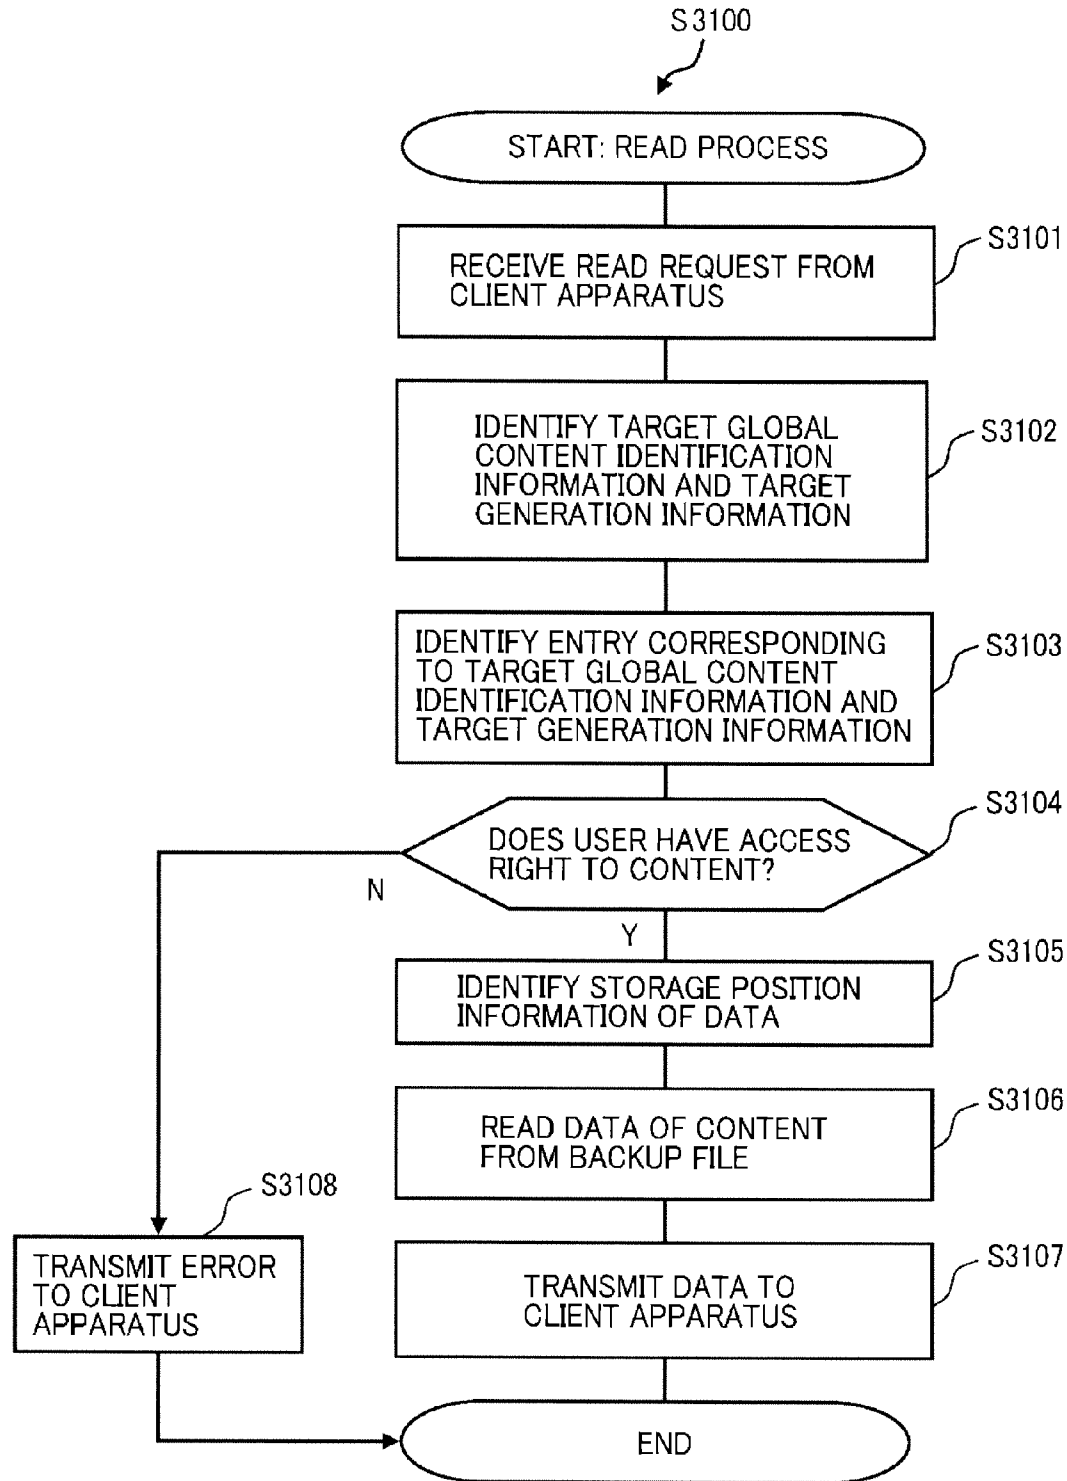 S3100
START: READ PROCESS
S3101
RECEIVE READ REQUEST FROM
CLIENT APPARATUS
S3102
IDENTIFY TARGET GLOBAL
CONTENT IDENTIFICATION
INFORMATION AND TARGET
GENERATION INFORMATION
S3103
IDENTIFY ENTRY CORRESPONDING
TO TARGET GLOBAL CONTENT
IDENTIFICATION INFORMATION AND
TARGET GENERATION INFORMATION
S3104
DOES USER HAVE ACCESS
RIGHT TO CONTENT?
N
Y
S3105
IDENTIFY STORAGE POSITION
INFORMATION OF DATA
S3106
READ DATA OF CONTENT
FROM BACKUP FILE
S3108
TRANSMIT ERROR
TO CLIENT
APPARATUS
S3107
TRANSMIT DATA TO
CLIENT APPARATUS
END